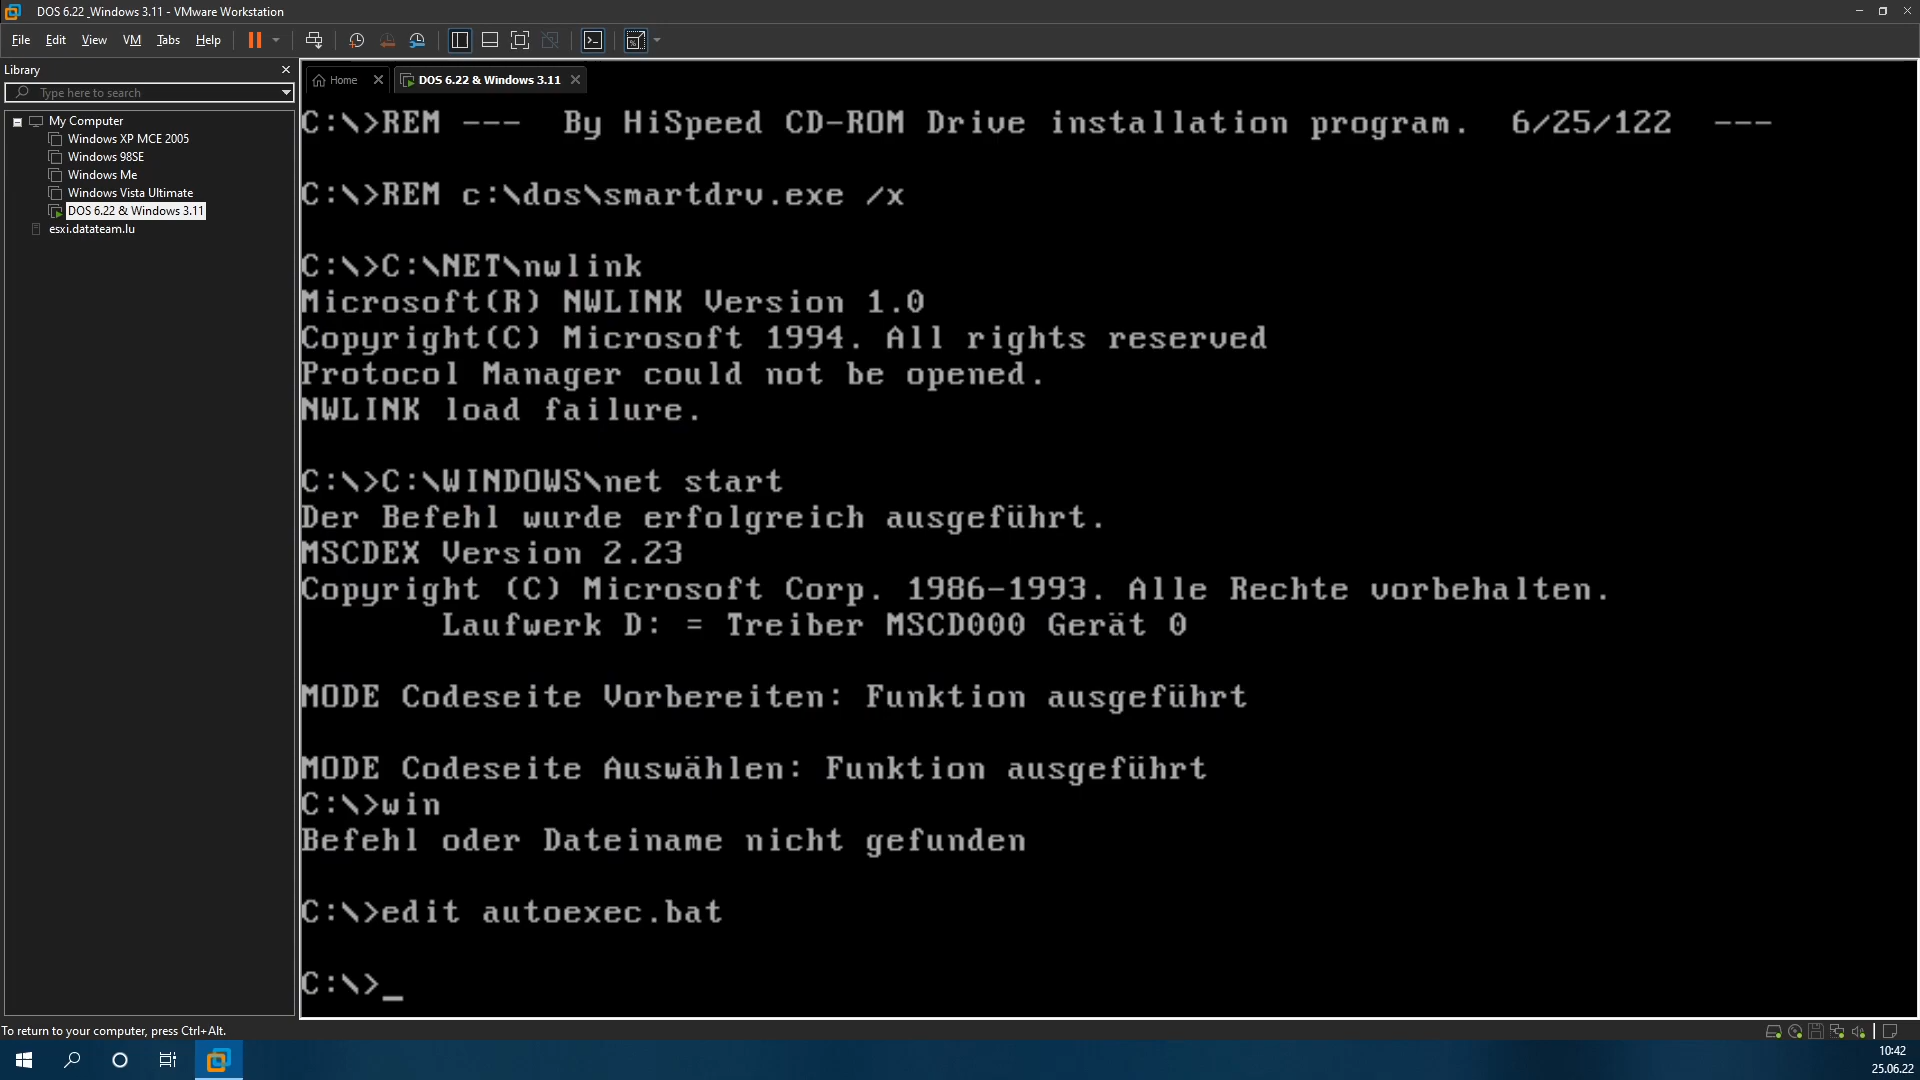 DOS 6.22 _Windows 3.11 - VMware Workstation
File Edit View VM Tabs Help
Library
Type here to search
My Computer
Windows XP MCE 2005
Windows 98SE
Windows Me
Windows Vista Ultimate
DOS 6.22 & Windows 3.11
esxi.datateam.lu
Home
DOS 6.22 & Windows 3.11
C:\>REM ---  By HiSpeed CD-ROM Drive installation program.  6/25/122  ---
C:\>REM c:\dos\smartdrv.exe /x
C:\>C:\NET\nwlink
Microsoft(R) NWLINK Version 1.0
Copyright(C) Microsoft 1994. All rights reserved
Protocol Manager could not be opened.
NWLINK load failure.
C:\>C:\WINDOWS\net start
Der Befehl wurde erfolgreich ausgeführt.
MSCDEX Version 2.23
Copyright (C) Microsoft Corp. 1986-1993. Alle Rechte vorbehalten.
Laufwerk D: = Treiber MSCD000 Gerät 0
MODE Codeseite Vorbereiten: Funktion ausgeführt
MODE Codeseite Auswählen: Funktion ausgeführt
C:\>win
Befehl oder Dateiname nicht gefunden
C:\>edit autoexec.bat
C:\>_
To return to your computer, press Ctrl+Alt.
10:42
25.06.22